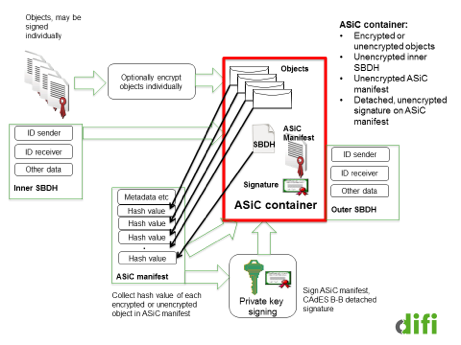 Objects, may be
signed
individually
Optionally encrypt
objects individually
Objects
ASiC container:
• Encrypted or
unencrypted objects
• Unencrypted inner
SBDH
• Unencrypted ASiC
manifest
• Detached, unencrypted
signature on ASiC
manifest
ID sender
ID receiver
Other data
Inner SBDH
SBDH
ASiC
Manifest
Signature
ASiC container
ID sender
ID receiver
Other data
Outer SBDH
Metadata etc
Hash value
Hash value
Hash value
.
Hash value
ASiC manifest
Collect hash value of each
encrypted or unencrypted
object in ASiC manifest
Private key
signing
Sign ASiC manifest,
CAdES B-B detached
signature
difi